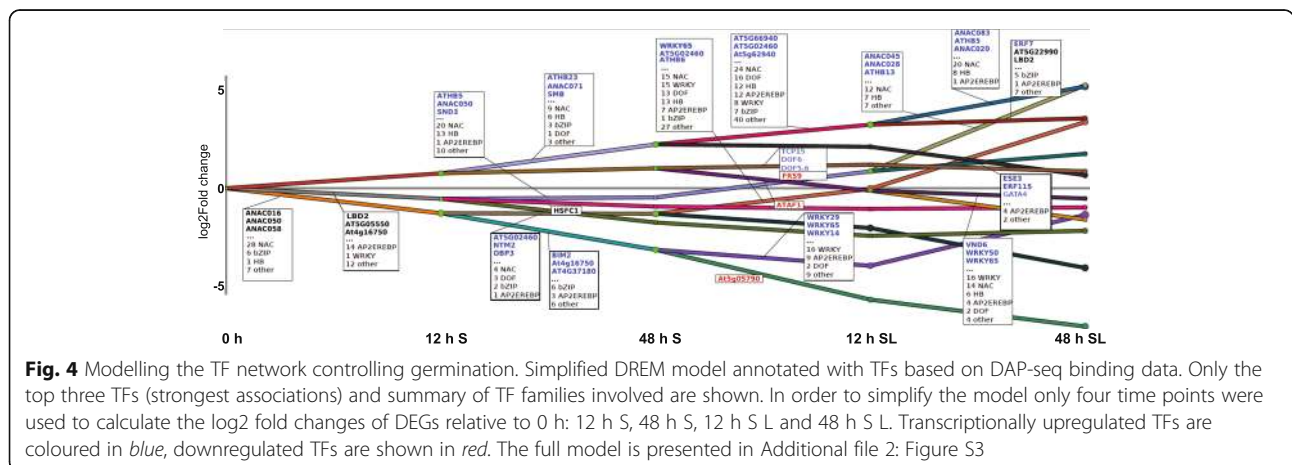 ANAC083
ATHB5
ANAC020
...
20 NAC
8 HB
1 AP2EREBP
7 other
ERF7
AT5G22990
LBD2
...
5 bZIP
1 AP2EREBP
7 other
WRKY65
AT5G02460
ATHB6
...
15 NAC
15 WRKY
13 DOF
13 HB
7 AP2EREBP
1 bZIP
27 other
AT5G66940
AT5G02460
At5g62940
...
24 NAC
16 DOF
12 HB
12 AP2EREBP
8 WRKY
7 bZIP
40 other
ANAC045
ANAC028
ATHB13
...
12 NAC
7 HB
7 other
ATHB23
ANAC071
SMB
...
9 NAC
6 HB
3 bZIP
1 DOF
3 other
ATHB5
ANAC050
SND3
...
20 NAC
13 HB
1 AP2EREBP
10 other
log2Fold change
5
0
-5
TCP15
DOF6
DOF5.6
FRS9
ATAF1
HSFC1
ESE3
ERF115
GATA4
...
4 AP2EREBP
2 other
ANAC016
ANAC050
ANAC058
...
28 NAC
6 bZIP
1 HB
7 other
LBD2
AT3G05550
At4g16750
...
14 AP2EREBP
1 WRKY
12 other
AT5G02460
NTM2
OBP3
...
4 NAC
3 DOF
2 bZIP
1 AP2EREBP
BIM2
At4g16750
AT4G37180
...
6 bZIP
3 AP2EREBP
6 other
At5g05790
WRKY29
WRKY65
WRKY14
...
16 WRKY
9 AP2EREBP
2 DOF
9 other
VND6
WRKY50
WRKY65
...
16 WRKY
14 NAC
6 HB
4 AP2EREBP
2 DOF
4 other
0 h
12 h S
48 h S
12 h SL
48 h SL
Fig. 4 Modelling the TF network controlling germination. Simplified DREM model annotated with TFs based on DAP-seq binding data. Only the
top three TFs (strongest associations) and summary of TF families involved are shown. In order to simplify the model only four time points were
used to calculate the log2 fold changes of DEGs relative to 0 h: 12 h S, 48 h S, 12 h S L and 48 h S L. Transcriptionally upregulated TFs are
coloured in blue, downregulated TFs are shown in red. The full model is presented in Additional file 2: Figure S3